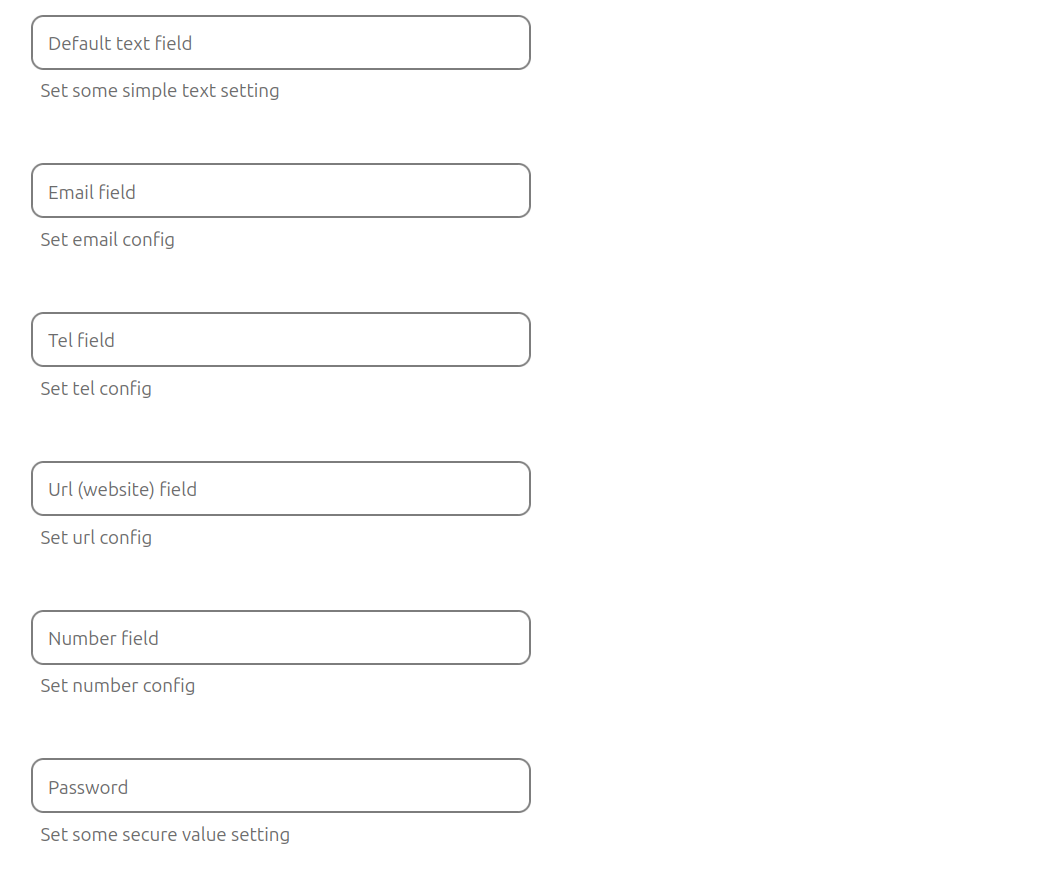 Default text field
Set some simple text setting
Email field
Set email config
Tel field
Set tel config
Url (website) field
Set url config
Number field
Set number config
Password
Set some secure value setting